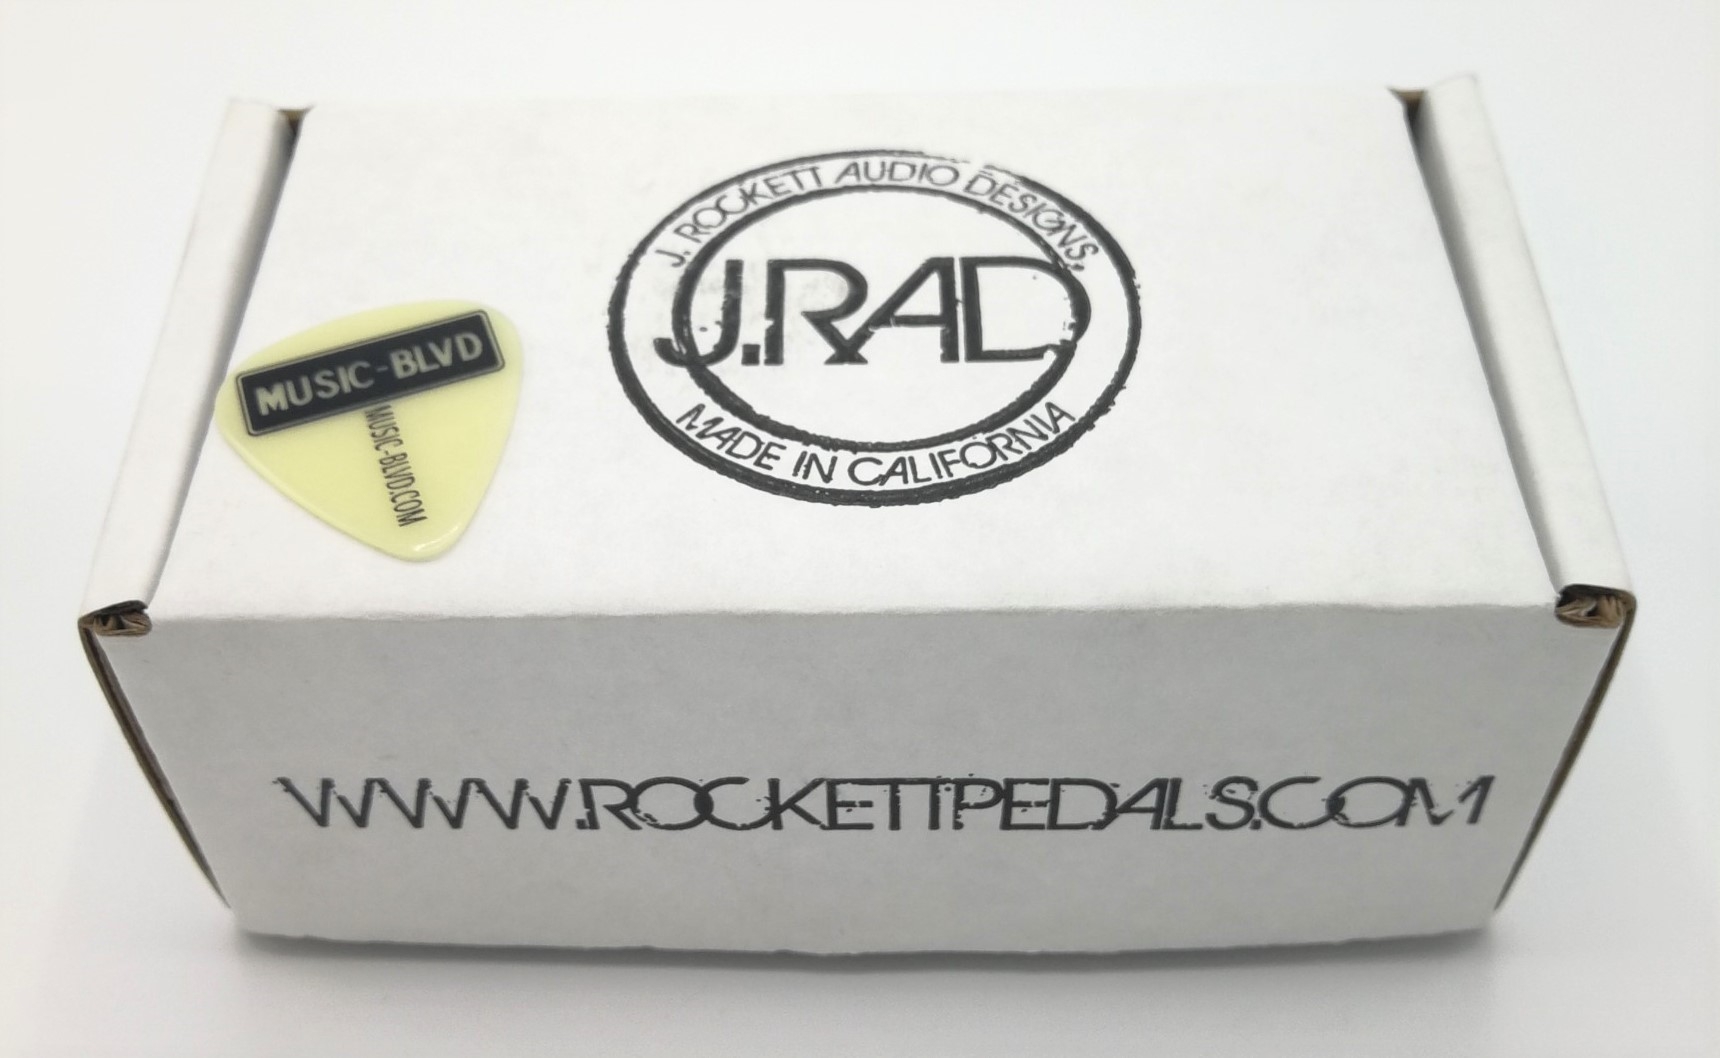 J. ROCKETT AUDIO DESIGNS,
J.RAD
MADE IN CALIFORNIA
MUSIC-BLVD
MUSIC-BLVD.COM
WWW.ROCKETTPEDALS.COM